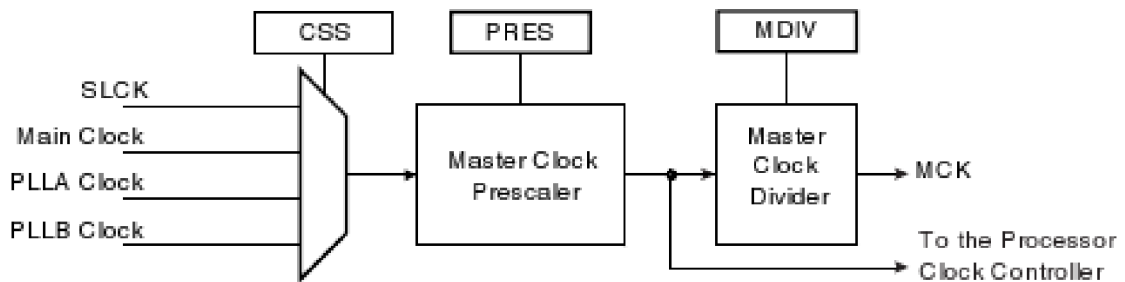 CSS
PRES
MDIV
SLCK
Main Clock
PLLA Clock
PLLB Clock
Master Clock
Prescaler
Master
Clock
Divider
MCK
To the Processor
Clock Controller